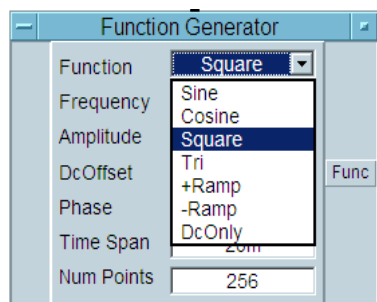 Function Generator
Function Square
Frequency Sine
Cosine
Amplitude Square
Tri
DcOffset +Ramp Func
Phase -Ramp
DcOnly
Time Span
Num Points 256